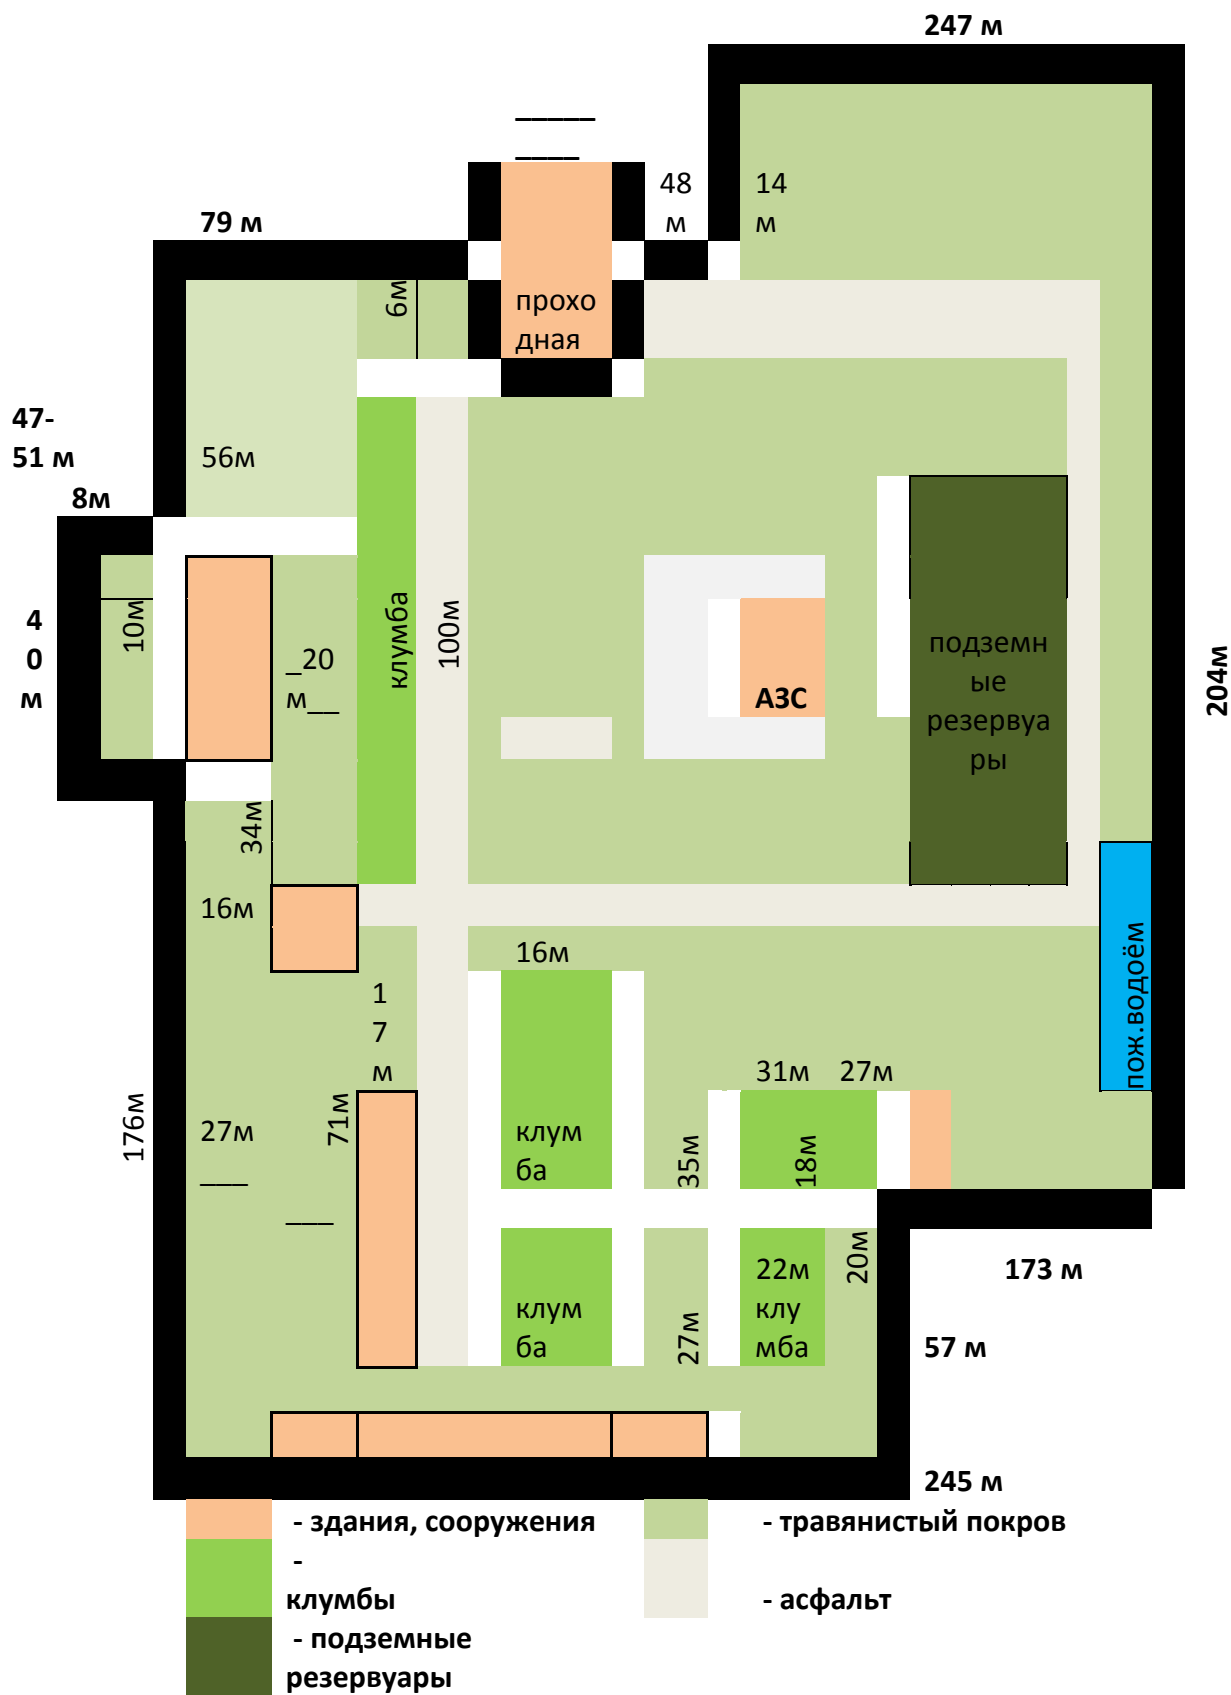 247 м
_____
____
48
м
14
м
79 м
6м
прохо
дная
47-
51 м
56м
8м
4
0
м
10м
_20
м__
клумба
100м
АЗС
подземн
ые
резервуа
ры
204м
34м
16м
16м
пож.водоём
1
7
м
31м
27м
176м
27м
___
71м
___
клум
ба
35м
18м
клум
ба
27м
22м
клу
мба
20м
173 м
57 м
245 м
- здания, сооружения
- травянистый покров
-
клумбы
- асфальт
- подземные
резервуары